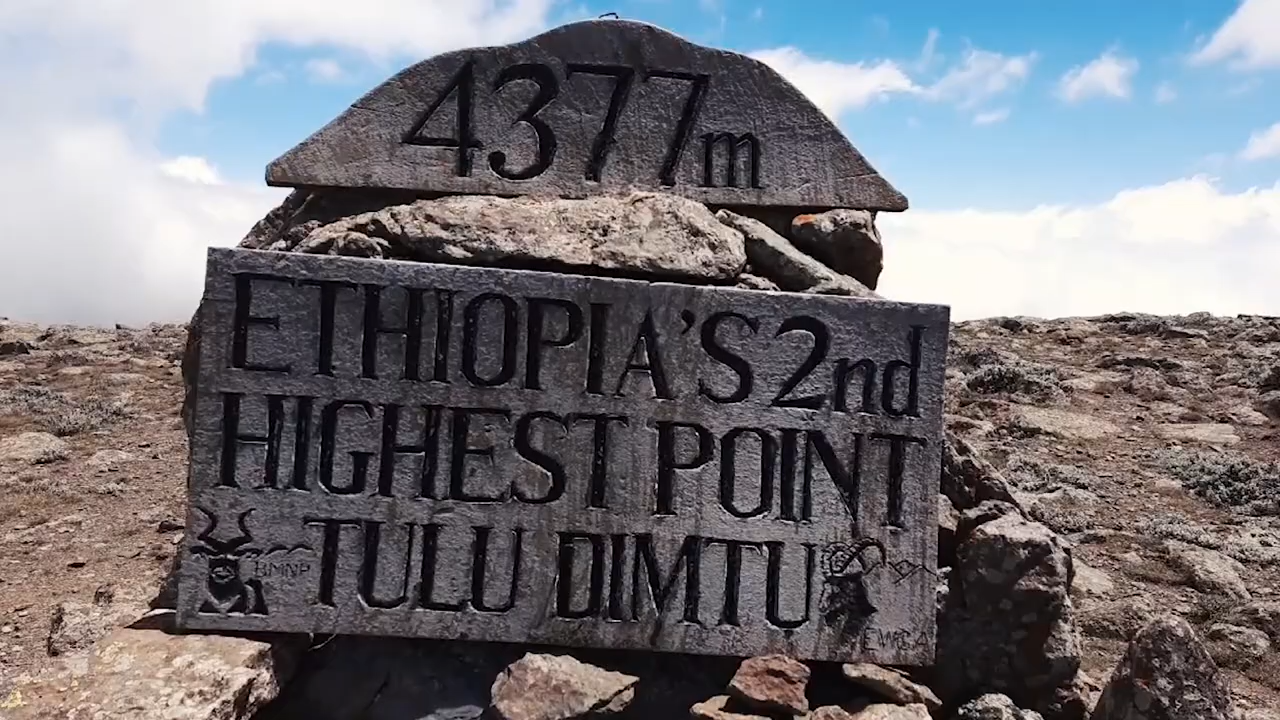 4377m
ETHIOPIA'S 2nd
HIGHEST POINT
BMNP
TULU DIMTU
EWCA